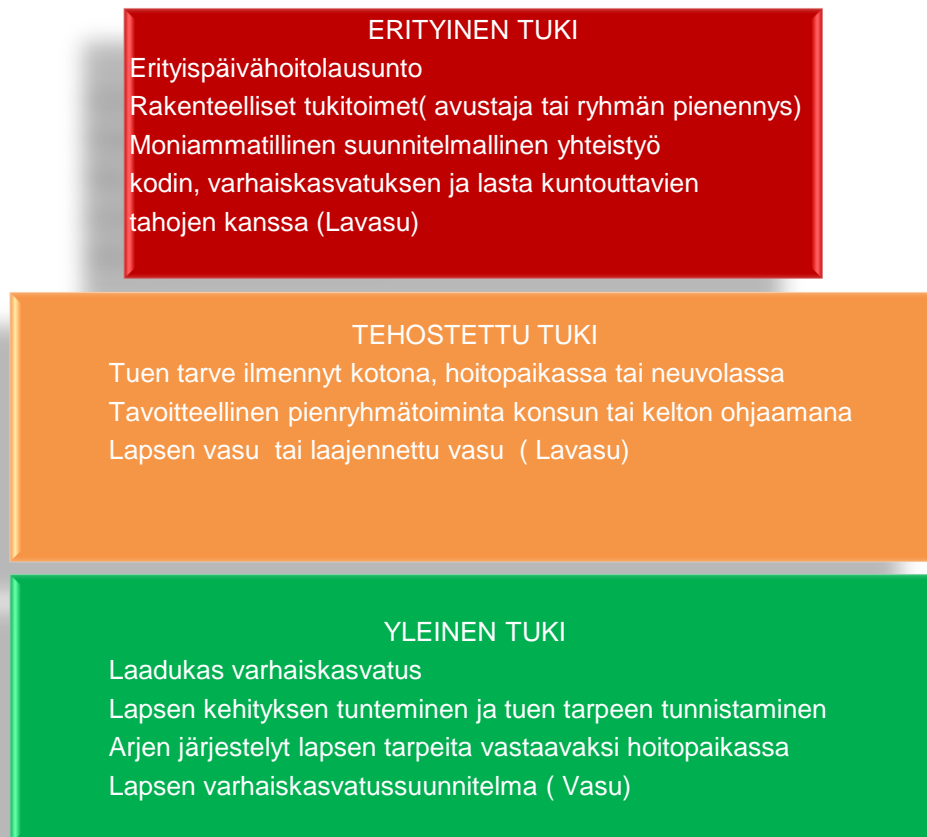 ERITYINEN TUKI
Erityispäivähoitolausunto
Rakenteelliset tukitoimet( avustaja tai ryhmän pienennys)
Moniammatillinen suunnitelmallinen yhteistyö
kodin, varhaiskasvatuksen ja lasta kuntouttavien
tahojen kanssa (Lavasu)
TEHOSTETTU TUKI
Tuen tarve ilmennyt kotona, hoitopaikassa tai neuvolassa
Tavoitteellinen pienryhmätoiminta konsun tai kelton ohjaamana
Lapsen vasu tai laajennettu vasu ( Lavasu)
YLEINEN TUKI
Laadukas varhaiskasvatus
Lapsen kehityksen tunteminen ja tuen tarpeen tunnistaminen
Arjen järjestelyt lapsen tarpeita vastaavaksi hoitopaikassa
Lapsen varhaiskasvatussuunnitelma ( Vasu)